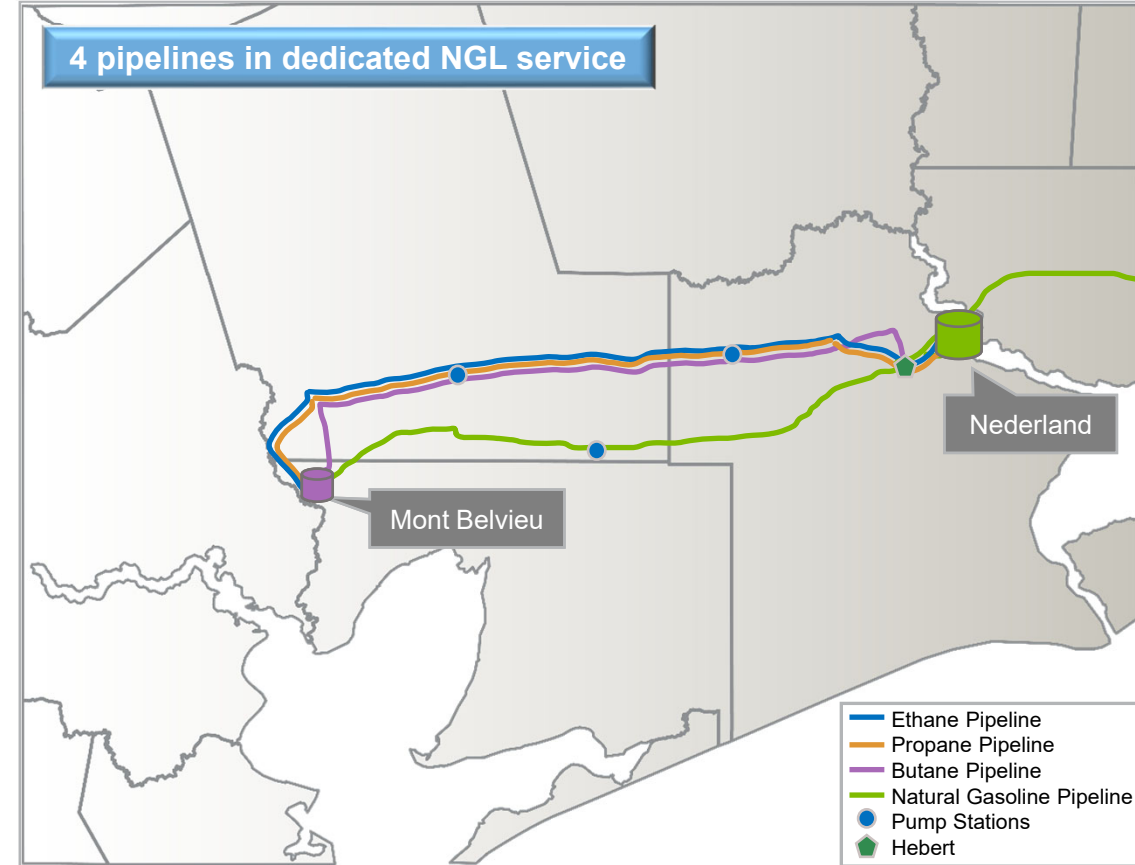 4 pipelines in dedicated NGL service
Nederland
Mont Belvieu
Ethane Pipeline
Propane Pipeline
Butane Pipeline
Natural Gasoline Pipeline
Pump Stations
Hebert